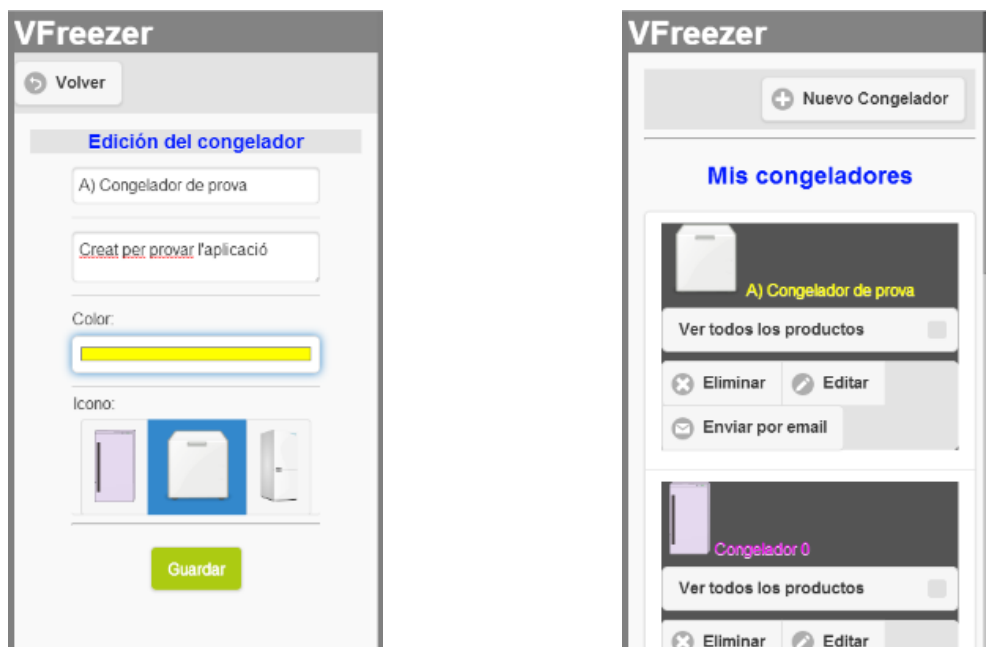 VFreezer
Volver
Edición del congelador
A) Congelador de prova
Creat per provar l'aplicació
Color:
Icono:
Guardar
VFreezer
Nuevo Congelador
Mis congeladores
A) Congelador de prova
Ver todos los productos
Eliminar Editar
Enviar por email
Congelador 0
Ver todos los productos
Eliminar Editar